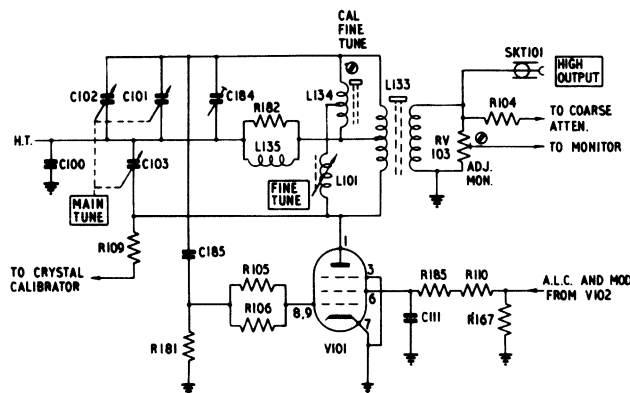 CAL
FINE
TUNE
SKT101
HIGH
OUTPUT
C102
C101
C184
L134
L133
R182
R104
TO COARSE
ATTEN.
H.T.
L135
RV
103
TO MONITOR
C100
C103
L101
ADJ.
MON.
MAIN
TUNE
FINE
TUNE
R109
1
C185
TO CRYSTAL
CALIBRATOR
R105
3
R185
R110
A.L.C. AND MOD
FROM V102
R106
6
8,9
7
C111
R167
R181
V101